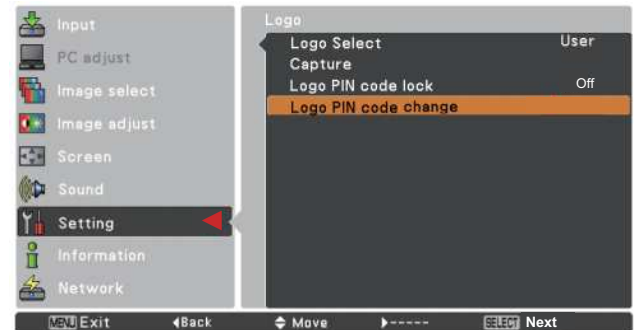 Input
PC adjust
Image select
Image adjust
Screen
Sound
Setting
Information
Network
Logo
Logo Select User
Capture
Logo PIN code lock Off
Logo PIN code change
MENU Exit Back Move ----- SELECT Next